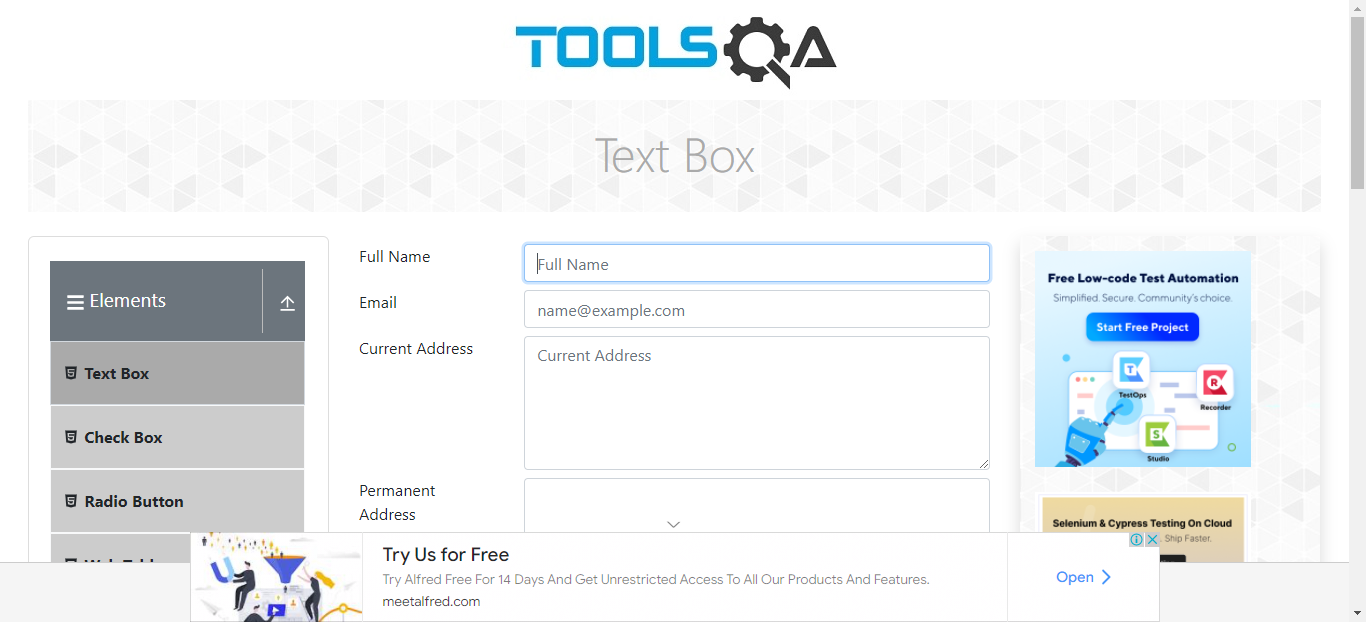 TOOLSQA
Text Box
Elements
Text Box
Check Box
Radio Button
Full Name
Full Name
Email
name@example.com
Current Address
Current Address
Permanent
Address
Free Low-code Test Automation
Simplified. Secure. Community's choice.
Start Free Project
TestOps
Recorder
Studio
Selenium & Cypress Testing On Cloud
. Ship Faster.
Try Us for Free
Try Alfred Free For 14 Days And Get Unrestricted Access To All Our Products And Features.
meetalfred.com
Open